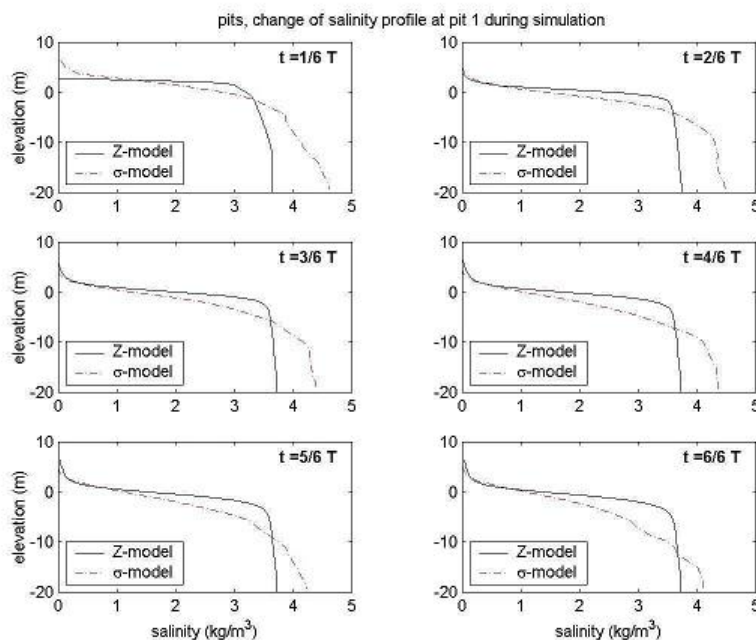 pits, change of salinity profile at pit 1 during simulation
10
0
-10
-20
elevation (m)
t =1/6 T
Z-model
σ-model
0 1 2 3 4 5
10
0
-10
-20
elevation (m)
t =2/6 T
Z-model
σ-model
0 1 2 3 4 5
10
0
-10
-20
elevation (m)
t =3/6 T
Z-model
σ-model
0 1 2 3 4 5
10
0
-10
-20
t =4/6 T
Z-model
σ-model
0 1 2 3 4 5
10
0
-10
-20
elevation (m)
t =5/6 T
Z-model
σ-model
0 1 2 3 4 5
salinity (kg/m³)
10
0
-10
-20
t =6/6 T
Z-model
σ-model
0 1 2 3 4 5
salinity (kg/m³)